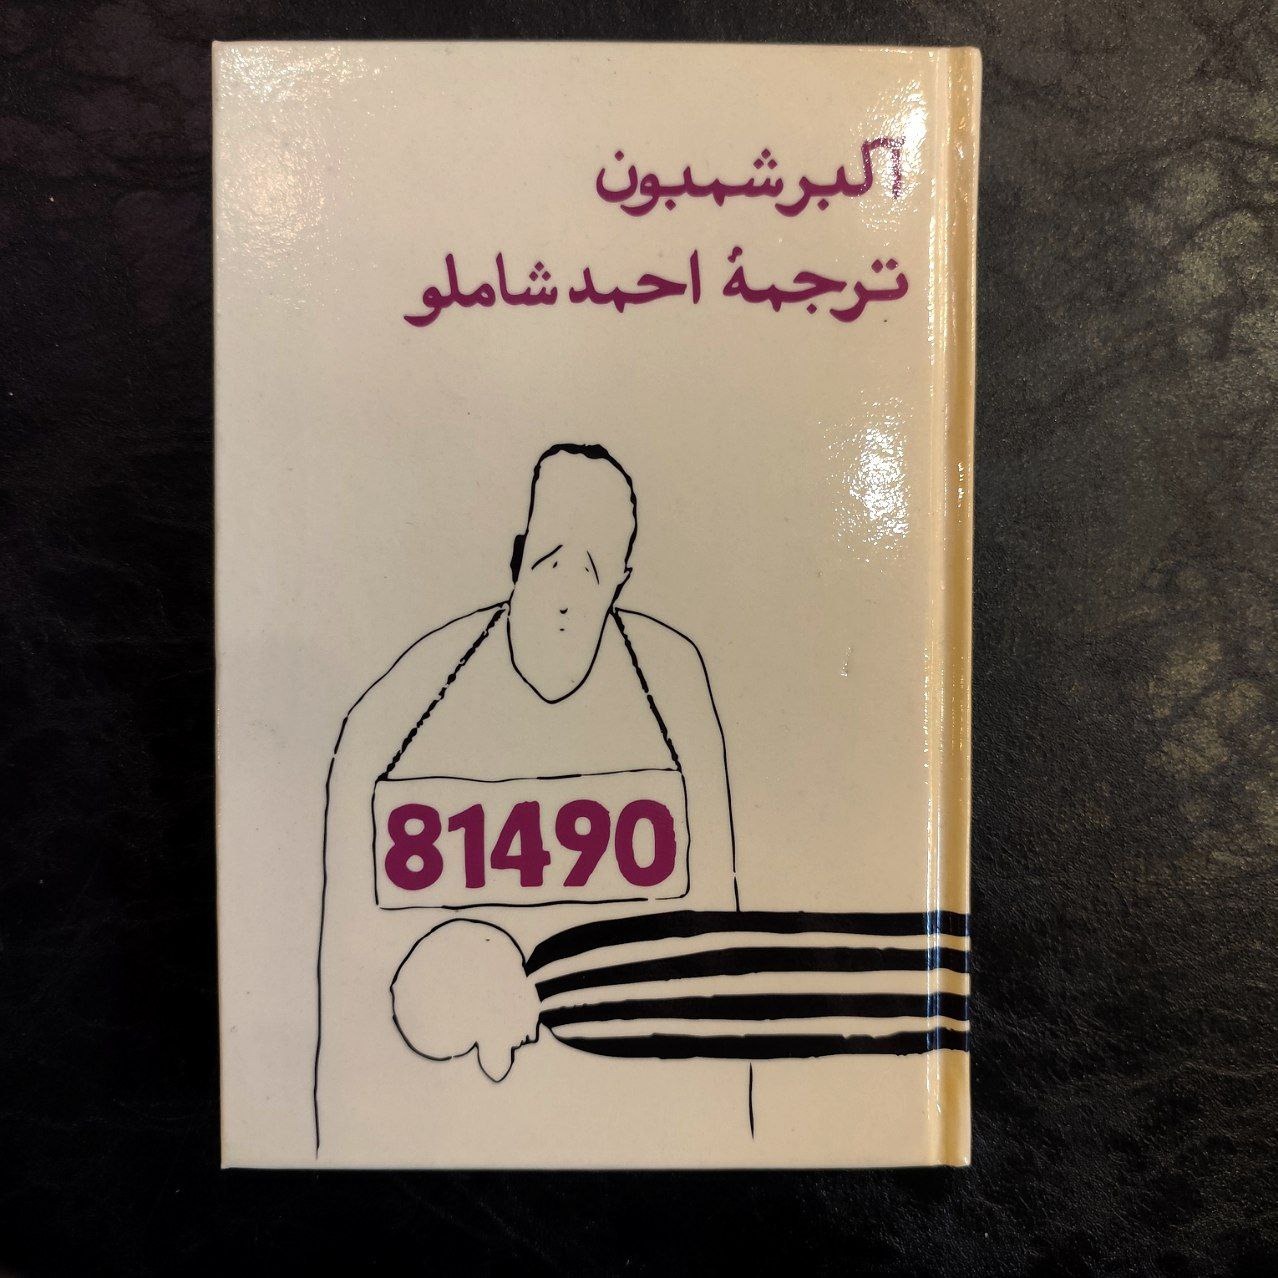 آلبر شمبون
ترجمهٔ احمد شاملو
81490